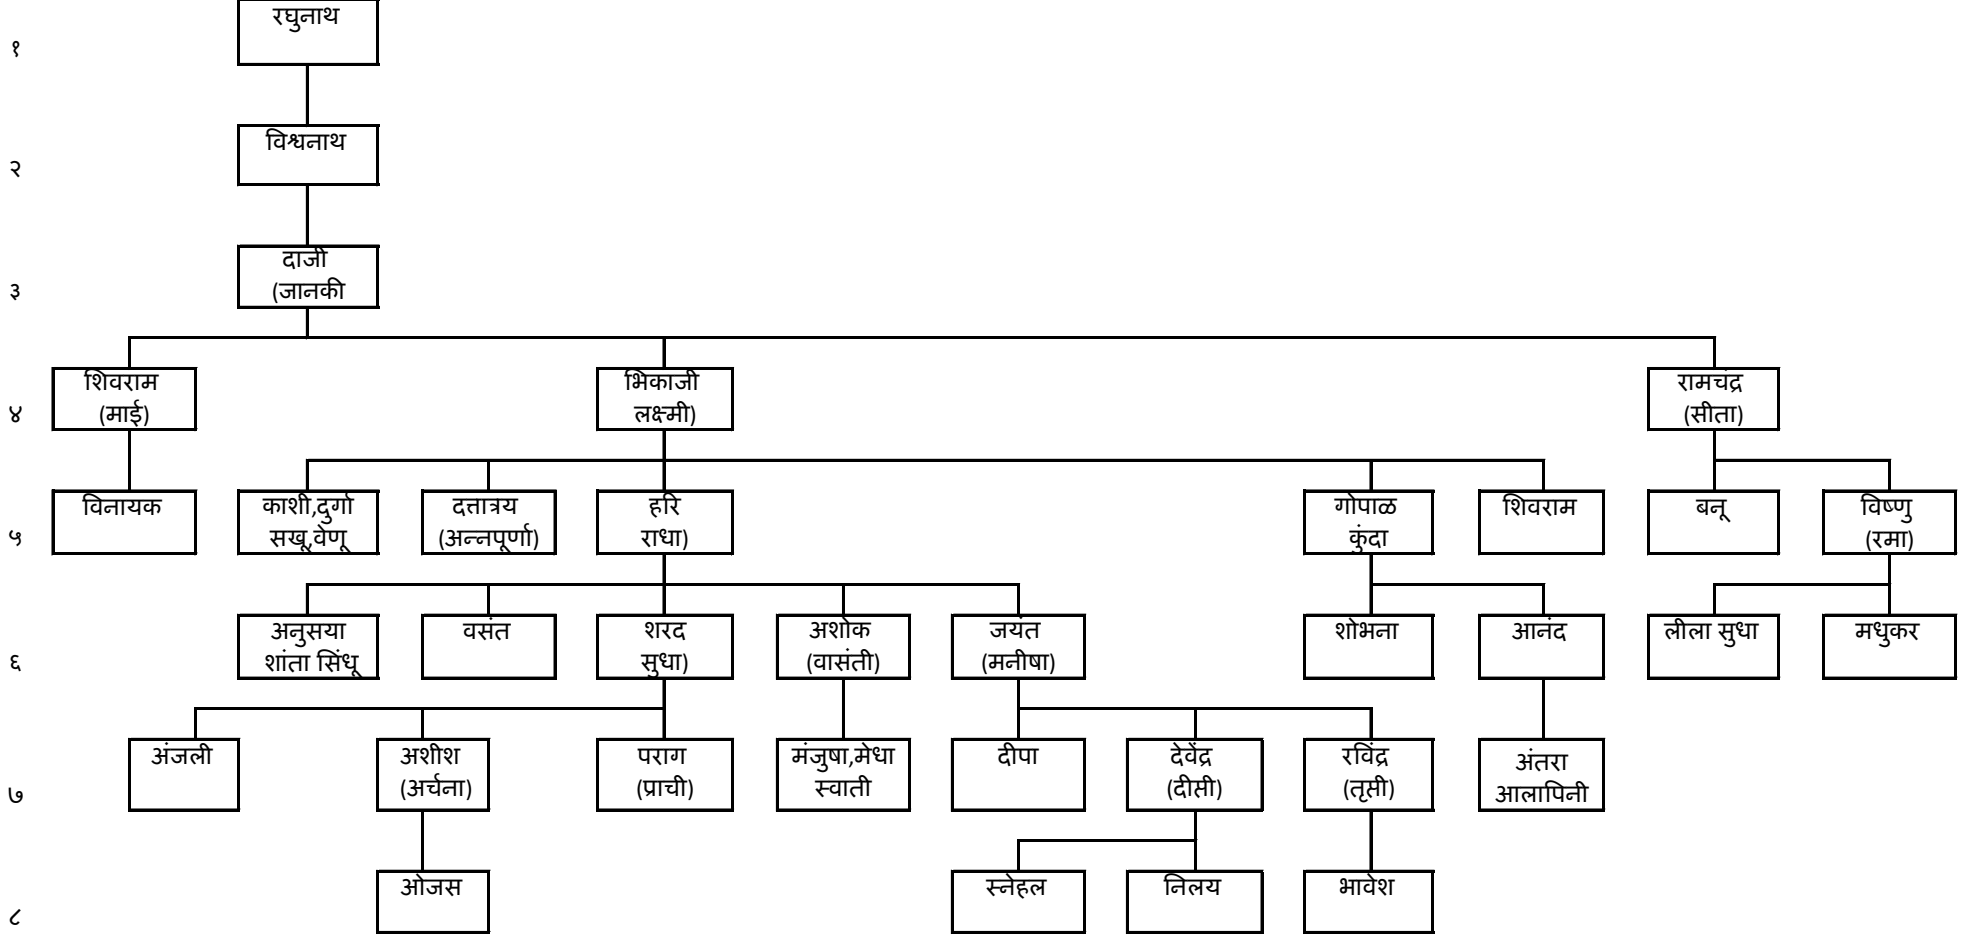 रघुनाथ
१
विश्वनाथ
२
दाजी
(जानकी
३
शिवराम
(माई)
भिकाजी
लक्ष्मी)
रामचंद्र
(सीता)
४
विनायक
काशी,दुर्गा
सखू,वेणू
दत्तात्रय
(अन्नपूर्णा)
हरि
राधा)
गोपाळ
कुंदा
शिवराम
बनू
विष्णु
(रमा)
५
अनुसया
शांता सिंधू
वसंत
शरद
सुधा)
अशोक
(वासंती)
जयंत
(मनीषा)
शोभना
आनंद
लीला सुधा
मधुकर
६
अंजली
अशीश
(अर्चना)
पराग
(प्राची)
मंजुषा,मेधा
स्वाती
दीपा
देवेंद्र
(दीप्ती)
रविंद्र
(तृप्ती)
अंतरा
आलापिनी
७
ओजस
स्नेहल
निलय
भावेश
८